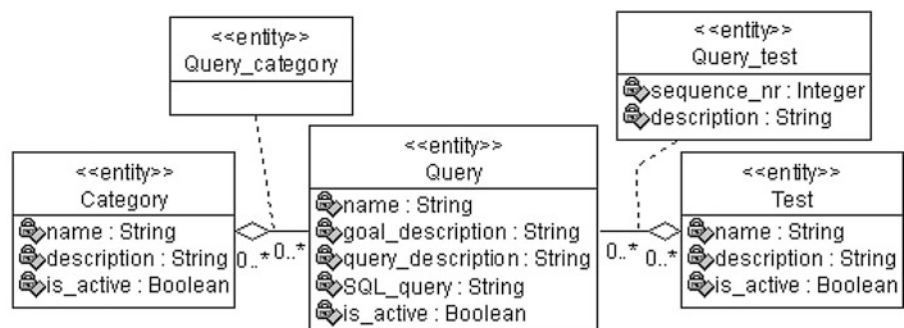 <<entity>>
Query_category
<<entity>>
Query_test
sequence_nr : Integer
description : String
<<entity>>
Category
name : String
description : String
is_active : Boolean
0..*
0..*
<<entity>>
Query
name : String
goal_description : String
query_description : String
SQL_query : String
is_active : Boolean
0..*
0..*
<<entity>>
Test
name : String
description : String
is_active : Boolean